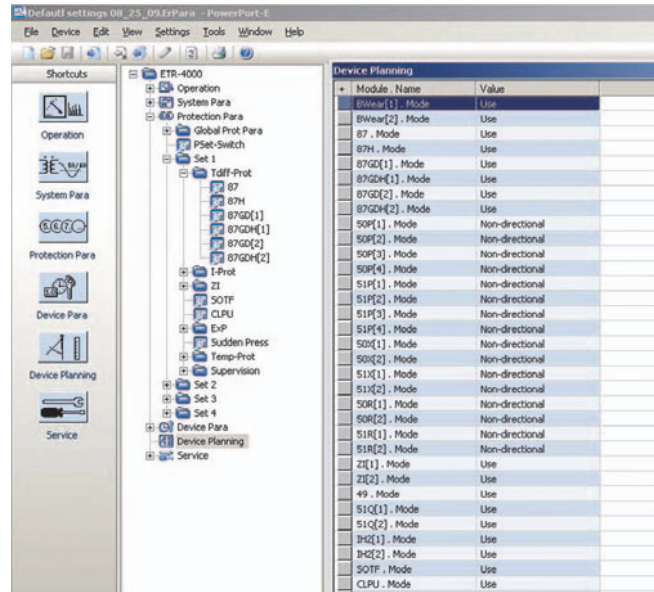 Defautl settings 08_25_09.ErPara - PowerPort-E
File Device Edit View Settings Tools Window Help
Shortcuts
Operation
System Para
Protection Para
Device Para
Device Planning
Service
ETR-4000
Operation
System Para
Protection Para
Global Prot Para
PSet-Switch
Set 1
Tdiff-Prot
87
87H
87GD[1]
87GDH[1]
87GD[2]
87GDH[2]
I-Prot
ZI
SOTF
CLPU
ExP
Sudden Press
Temp-Prot
Supervision
Set 2
Set 3
Set 4
Device Para
Device Planning
Service
Device Planning
+ Module . Name Value
BWear[1] . Mode Use
BWear[2] . Mode Use
87 . Mode Use
87H . Mode Use
87GD[1] . Mode Use
87GDH[1] . Mode Use
87GD[2] . Mode Use
87GDH[2] . Mode Use
50P[1] . Mode Non-directional
50P[2] . Mode Non-directional
50P[3] . Mode Non-directional
50P[4] . Mode Non-directional
51P[1] . Mode Non-directional
51P[2] . Mode Non-directional
51P[3] . Mode Non-directional
51P[4] . Mode Non-directional
50X[1] . Mode Non-directional
50X[2] . Mode Non-directional
51X[1] . Mode Non-directional
51X[2] . Mode Non-directional
50R[1] . Mode Non-directional
50R[2] . Mode Non-directional
51R[1] . Mode Non-directional
51R[2] . Mode Non-directional
ZI[1] . Mode Use
ZI[2] . Mode Use
49 . Mode Use
51Q[1] . Mode Use
51Q[2] . Mode Use
IH2[1] . Mode Use
IH2[2] . Mode Use
SOTF . Mode Use
CLPU . Mode Use